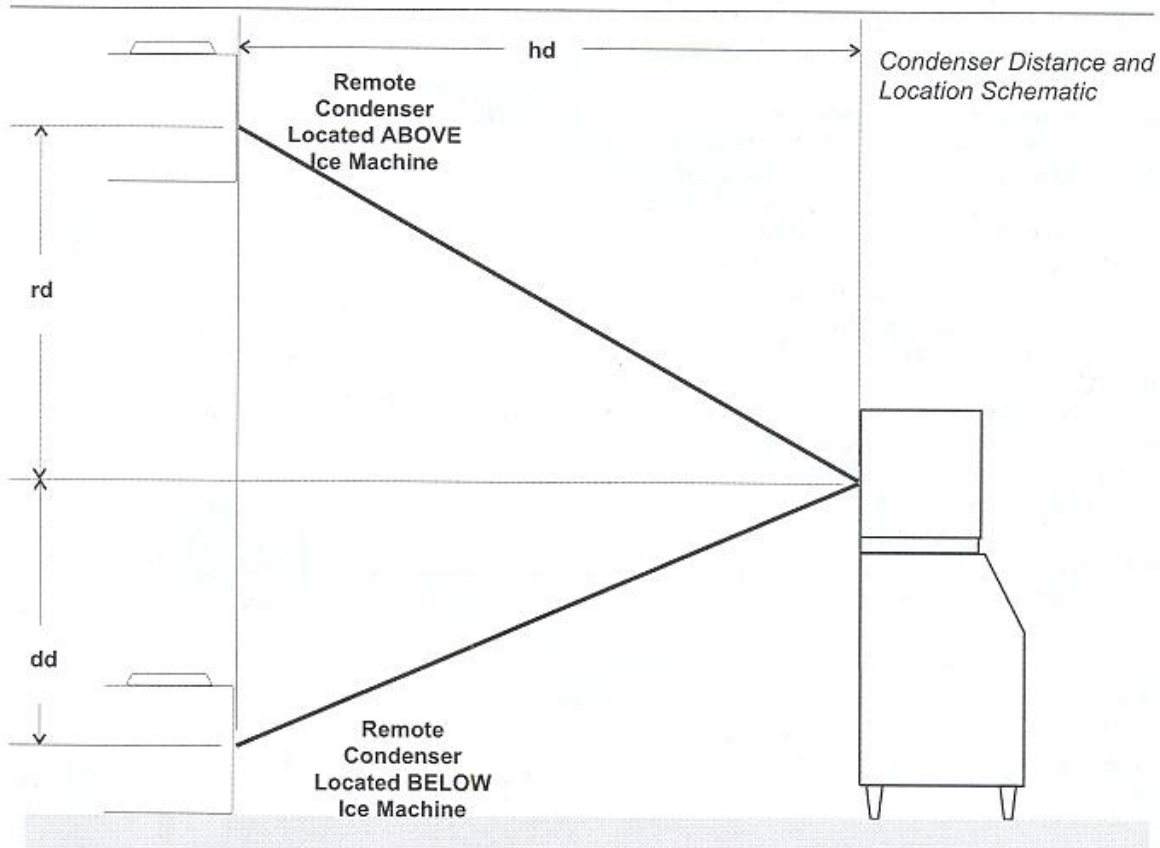 hd
Condenser Distance and
Location Schematic
Remote
Condenser
Located ABOVE
Ice Machine
rd
dd
Remote
Condenser
Located BELOW
Ice Machine